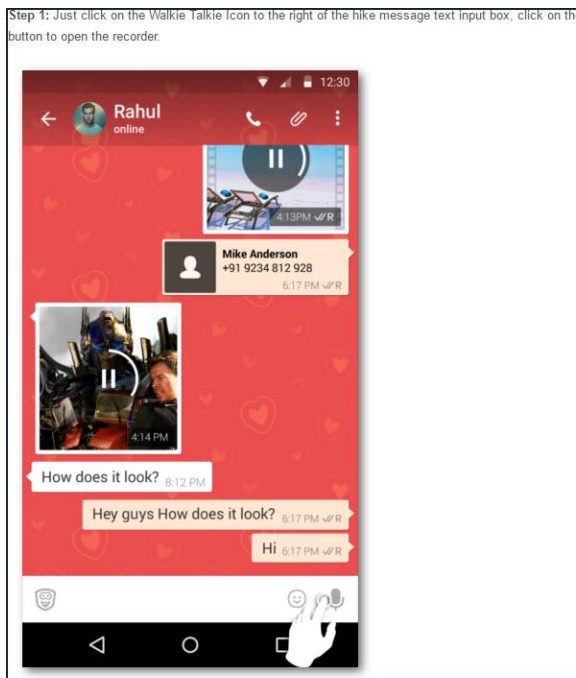 Step 1: Just click on the Walkie Talkie Icon to the right of the hike message text input box, click on the
button to open the recorder.
12:30
Rahul
online
4:13PM ✓✓R
Mike Anderson
+91 9234 812 928
6:17 PM ✓✓R
4:14 PM
How does it look? 8:12 PM
Hey guys How does it look? 6:17 PM ✓✓R
Hi 6:17 PM ✓✓R